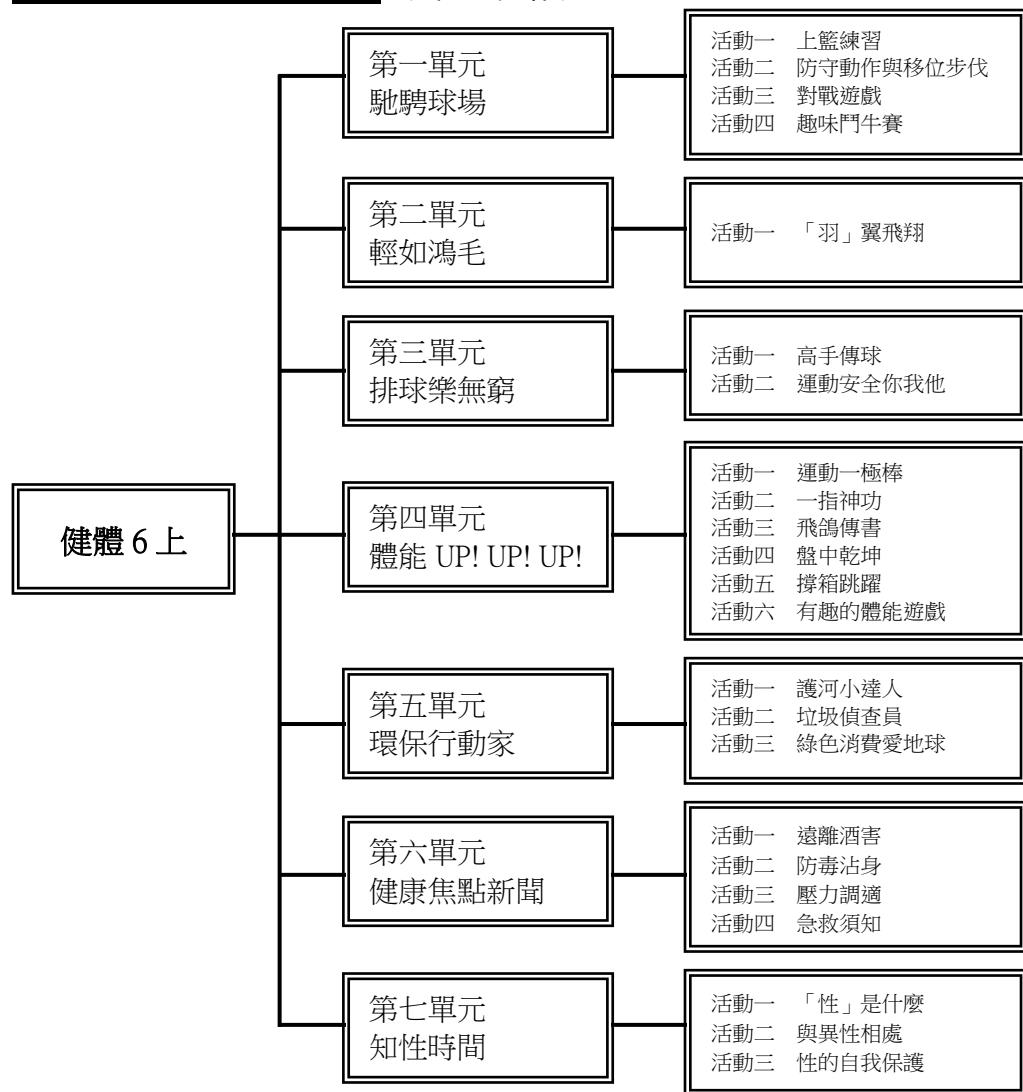 健體 6 上
第一單元
馳騁球場
活動一 上籃練習
活動二 防守動作與移位步伐
活動三 對戰遊戲
活動四 趣味鬥牛賽
第二單元
輕如鴻毛
活動一 「羽」翼飛翔
第三單元
排球樂無窮
活動一 高手傳球
活動二 運動安全你我他
第四單元
體能 UP! UP! UP!
活動一 運動一極棒
活動二 一指神功
活動三 飛鴿傳書
活動四 盤中乾坤
活動五 撐箱跳躍
活動六 有趣的體能遊戲
第五單元
環保行動家
活動一 護河小達人
活動二 垃圾偵查員
活動三 綠色消費愛地球
第六單元
健康焦點新聞
活動一 遠離酒害
活動二 防毒沾身
活動三 壓力調適
活動四 急救須知
第七單元
知性時間
活動一 「性」是什麼
活動二 與異性相處
活動三 性的自我保護